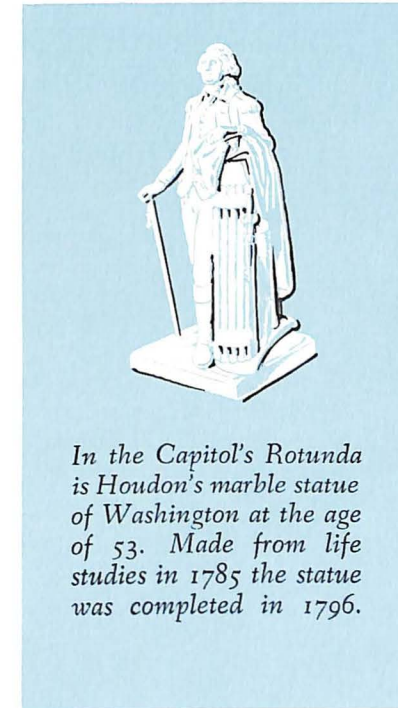 In the Capitol's Rotunda
is Houdon's marble statue
of Washington at the age
of 53. Made from life
studies in 1785 the statue
was completed in 1796.